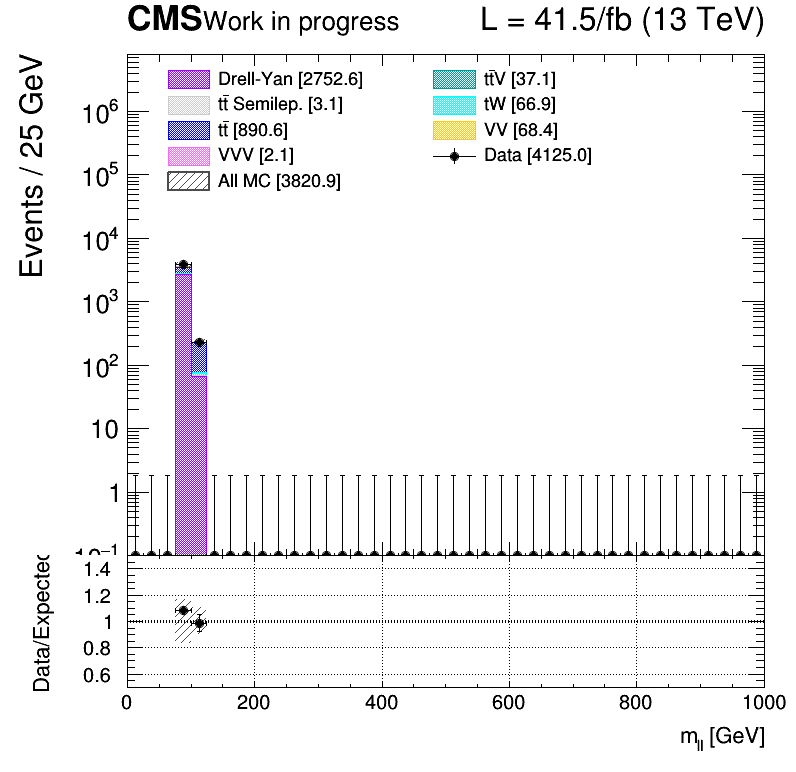 CMS Work in progress L = 41.5/fb (13 TeV)
Events / 25 GeV
Drell-Yan [2752.6]
tt̄ Semilep. [3.1]
tt̄ [890.6]
VVV [2.1]
All MC [3820.9]
tt̄V [37.1]
tW [66.9]
VV [68.4]
Data [4125.0]
10⁶
10⁵
10⁴
10³
10²
10
1
10⁻¹
Data/Expected
1.4
1.2
1
0.8
0.6
0 200 400 600 800 1000
m_ll [GeV]